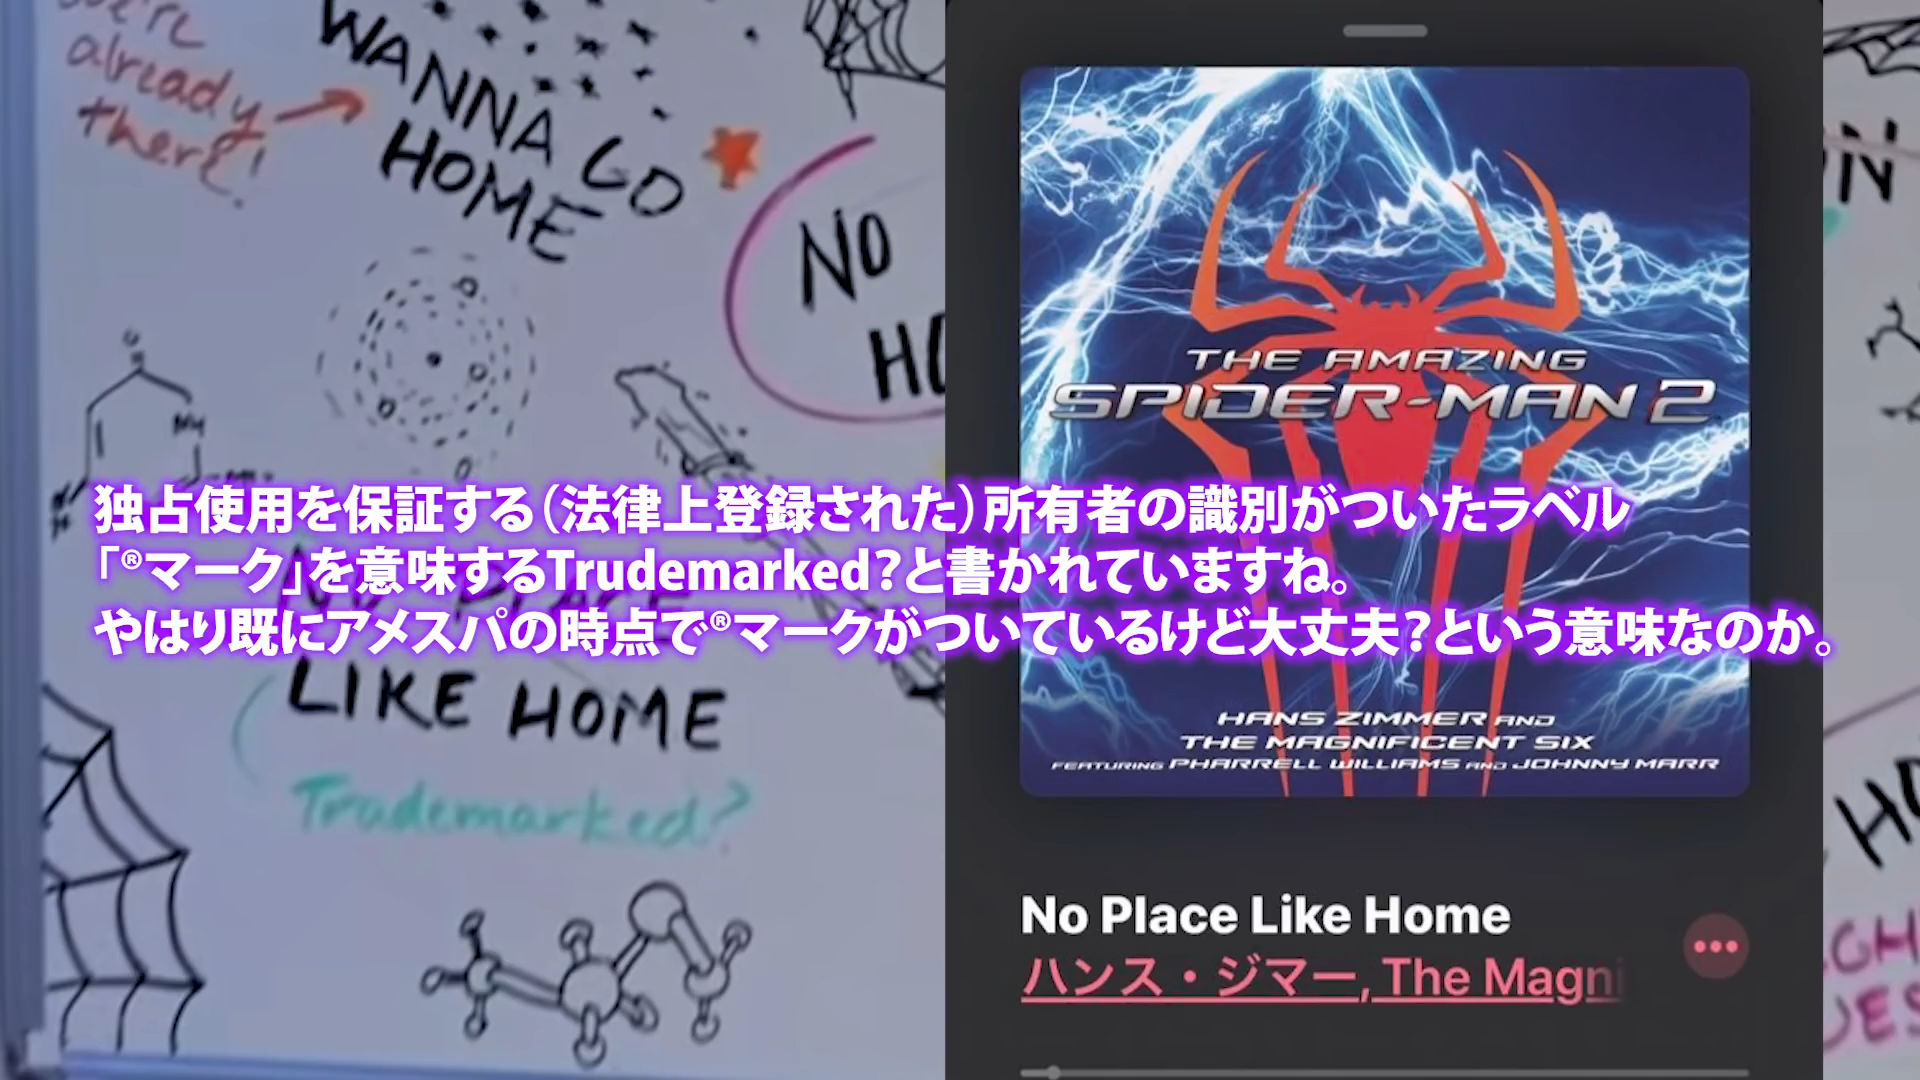 already
there!
WANNA GO
HOME
NO
THE AMAZING
SPIDER-MAN 2
独占使用を保証する（法律上登録された）所有者の識別がついたラベル
「®マーク」を意味するTrudemarked？と書かれていますね。
やはり既にアメスパの時点で®マークがついているけど大丈夫？という意味なのか。
LIKE HOME
Trademarked?
HANS ZIMMER AND
THE MAGNIFICENT SIX
FEATURING PHARRELL WILLIAMS AND JOHNNY MARR
No Place Like Home
ハンス・ジマー, The Magni